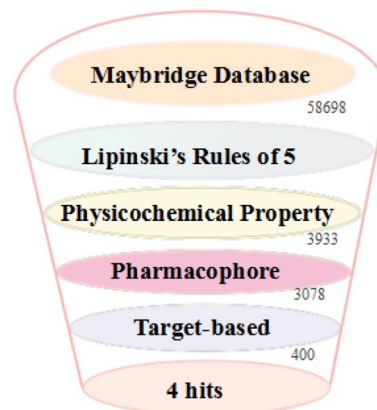 Maybridge Database
58698
Lipinski's Rules of 5
Physicochemical Property
3933
Pharmacophore
3078
Target-based
400
4 hits